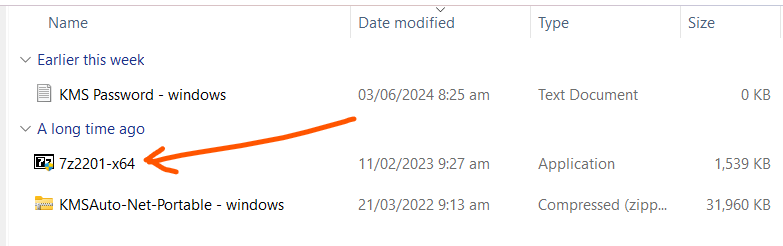 Name Date modified Type Size
Earlier this week
KMS Password - windows 03/06/2024 8:25 am Text Document 0 KB
A long time ago
7z2201-x64 11/02/2023 9:27 am Application 1,539 KB
KMSAuto-Net-Portable - windows 21/03/2022 9:13 am Compressed (zipp... 31,960 KB